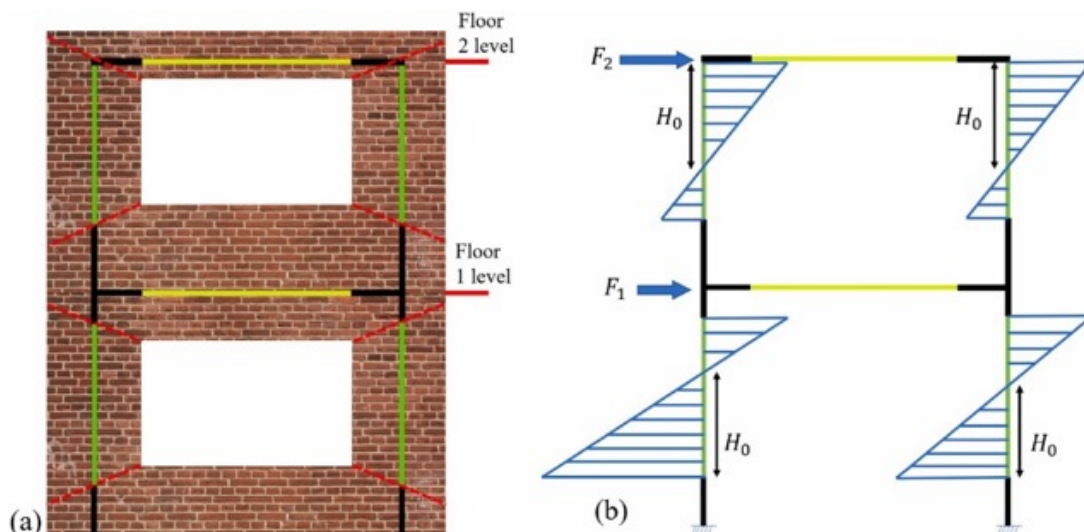 Floor
2 level
Floor
1 level
(a)
F₂
H₀
H₀
F₁
H₀
H₀
(b)